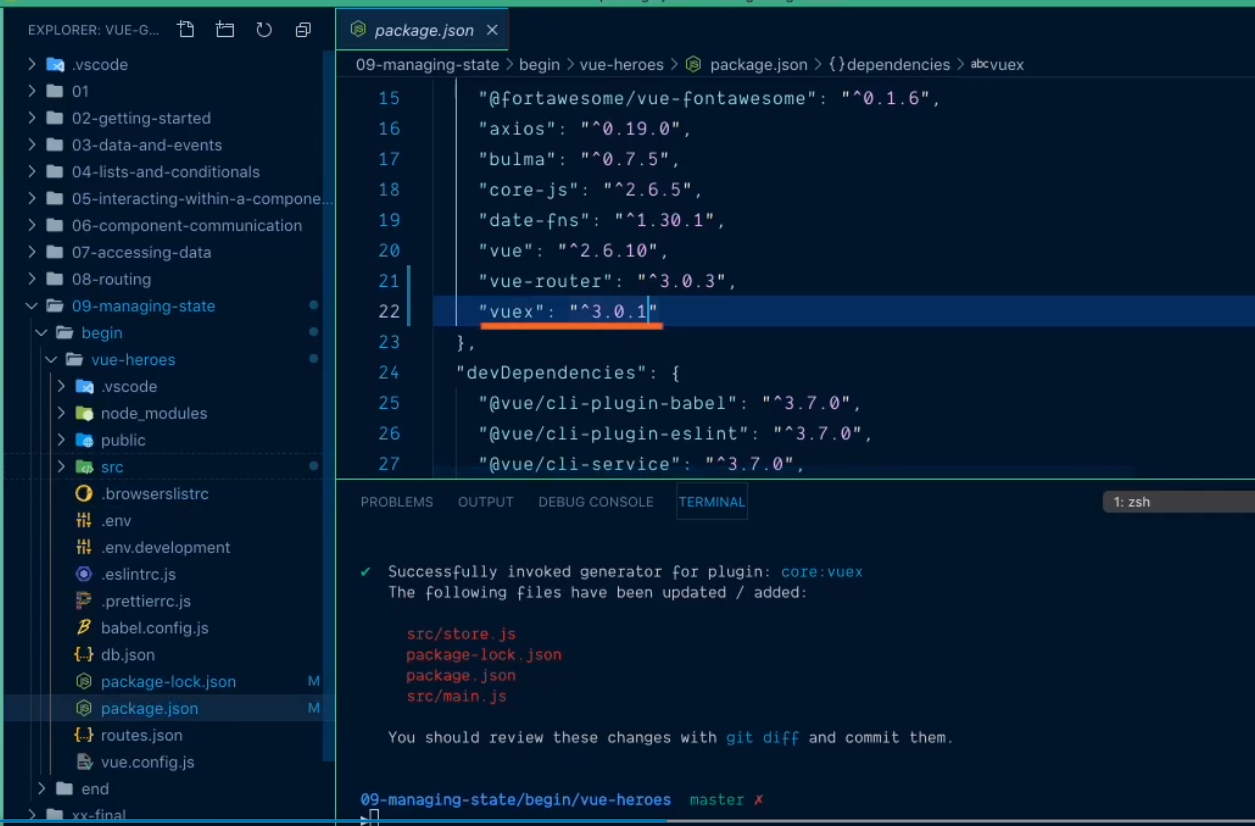 EXPLORER: VUE-G...
.vscode
01
02-getting-started
03-data-and-events
04-lists-and-conditionals
05-interacting-within-a-compone...
06-component-communication
07-accessing-data
08-routing
09-managing-state
begin
vue-heroes
.vscode
node_modules
public
src
.browserslistrc
.env
.env.development
.eslintrc.js
.prettierrc.js
babel.config.js
{..} db.json
package-lock.json M
package.json M
{..} routes.json
vue.config.js
end
xx-final
package.json ×
09-managing-state > begin > vue-heroes > package.json > {} dependencies > abc vuex
15 "@fortawesome/vue-fontawesome": "^0.1.6",
16 "axios": "^0.19.0",
17 "bulma": "^0.7.5",
18 "core-js": "^2.6.5",
19 "date-fns": "^1.30.1",
20 "vue": "^2.6.10",
21 "vue-router": "^3.0.3",
22 "vuex": "^3.0.1"
23 },
24 "devDependencies": {
25 "@vue/cli-plugin-babel": "^3.7.0",
26 "@vue/cli-plugin-eslint": "^3.7.0",
27 "@vue/cli-service": "^3.7.0",
PROBLEMS OUTPUT DEBUG CONSOLE TERMINAL 1: zsh
✔ Successfully invoked generator for plugin: core:vuex
The following files have been updated / added:
src/store.js
package-lock.json
package.json
src/main.js
You should review these changes with git diff and commit them.
09-managing-state/begin/vue-heroes master ✗